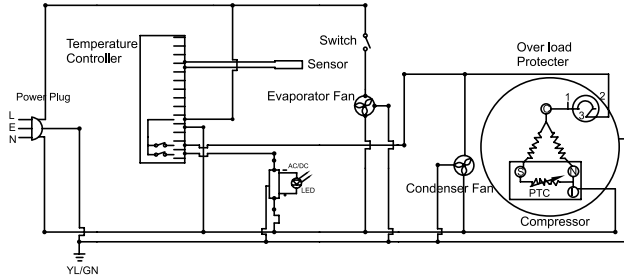 Temperature
Controller
Switch
Sensor
Over load
Protecter
Power Plug
Evaporator Fan
1
2
3
L
E
N
AC/DC
LED
Condenser Fan
S
N
PTC
Compressor
YL/GN